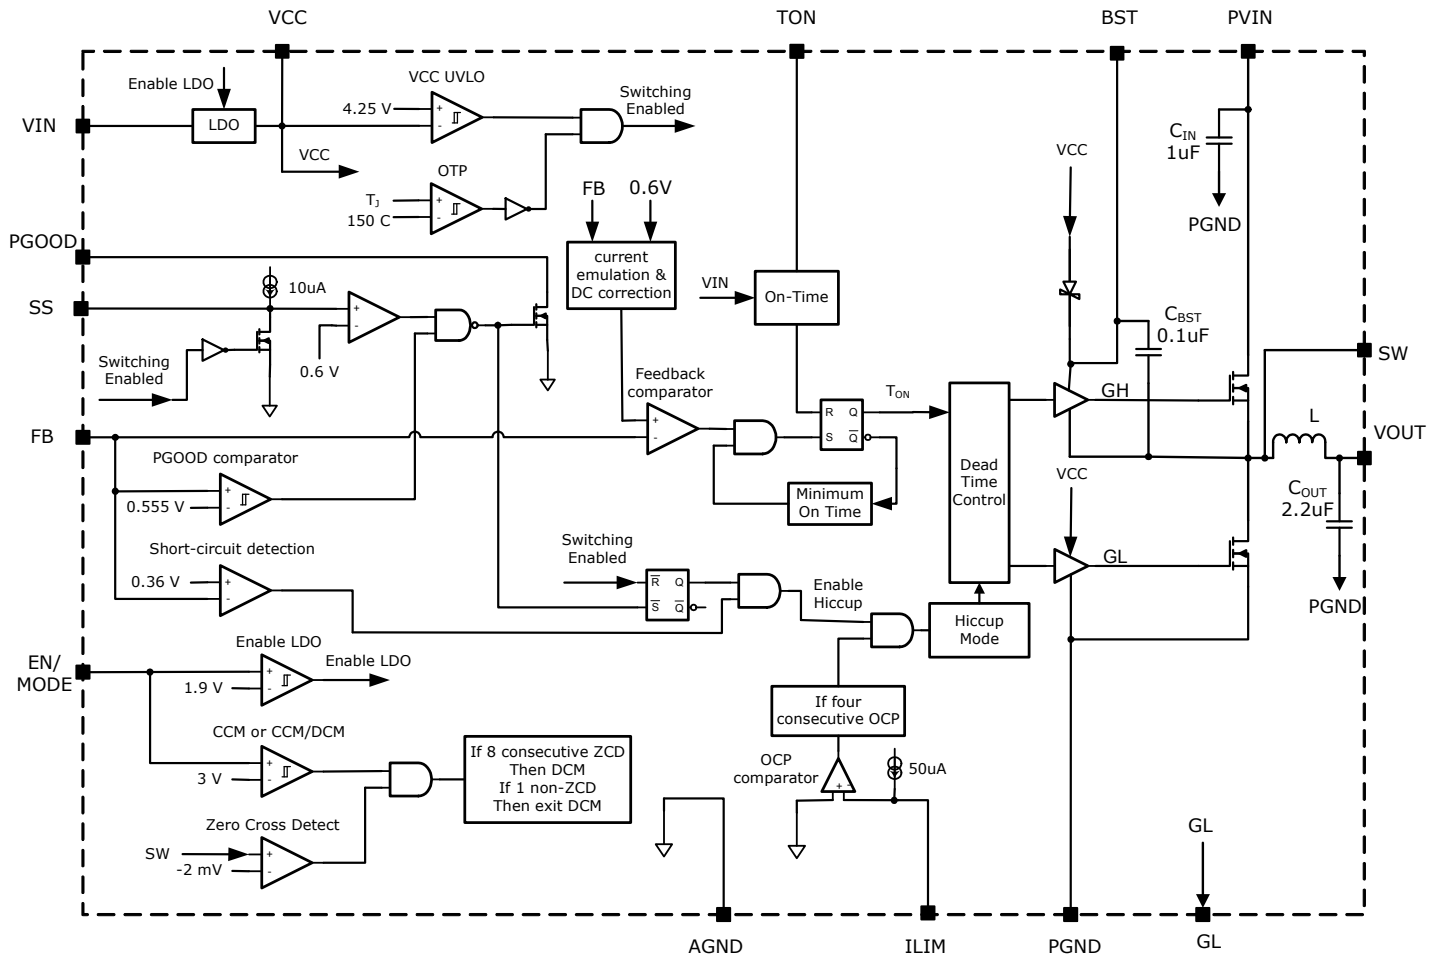 VCC
TON
BST
PVIN
Enable LDO
VCC UVLO
4.25 V
+
-
Switching
Enabled
VIN
LDO
VCC
OTP
TJ
150 C
+
-
FB
0.6V
VCC
CIN
1uF
PGND
PGOOD
current
emulation &
DC correction
VIN
On-Time
SS
10uA
+
-
0.6 V
Switching
Enabled
CBST
0.1uF
SW
Feedback
comparator
+
-
TON
R
Q
S
Q
GH
L
FB
VOUT
PGOOD comparator
+
-
0.555 V
Minimum
On Time
Dead
Time
Control
VCC
COUT
2.2uF
Short-circuit detection
0.36 V
+
-
Switching
Enabled
R
Q
S
Q
Enable
Hiccup
GL
PGND
Hiccup
Mode
EN/
MODE
Enable LDO
+
-
1.9 V
Enable LDO
If four
consecutive OCP
CCM or CCM/DCM
+
-
3 V
If 8 consecutive ZCD
Then DCM
If 1 non-ZCD
Then exit DCM
OCP
comparator
+
-
50uA
Zero Cross Detect
SW
-2 mV
+
-
GL
AGND
ILIM
PGND
GL